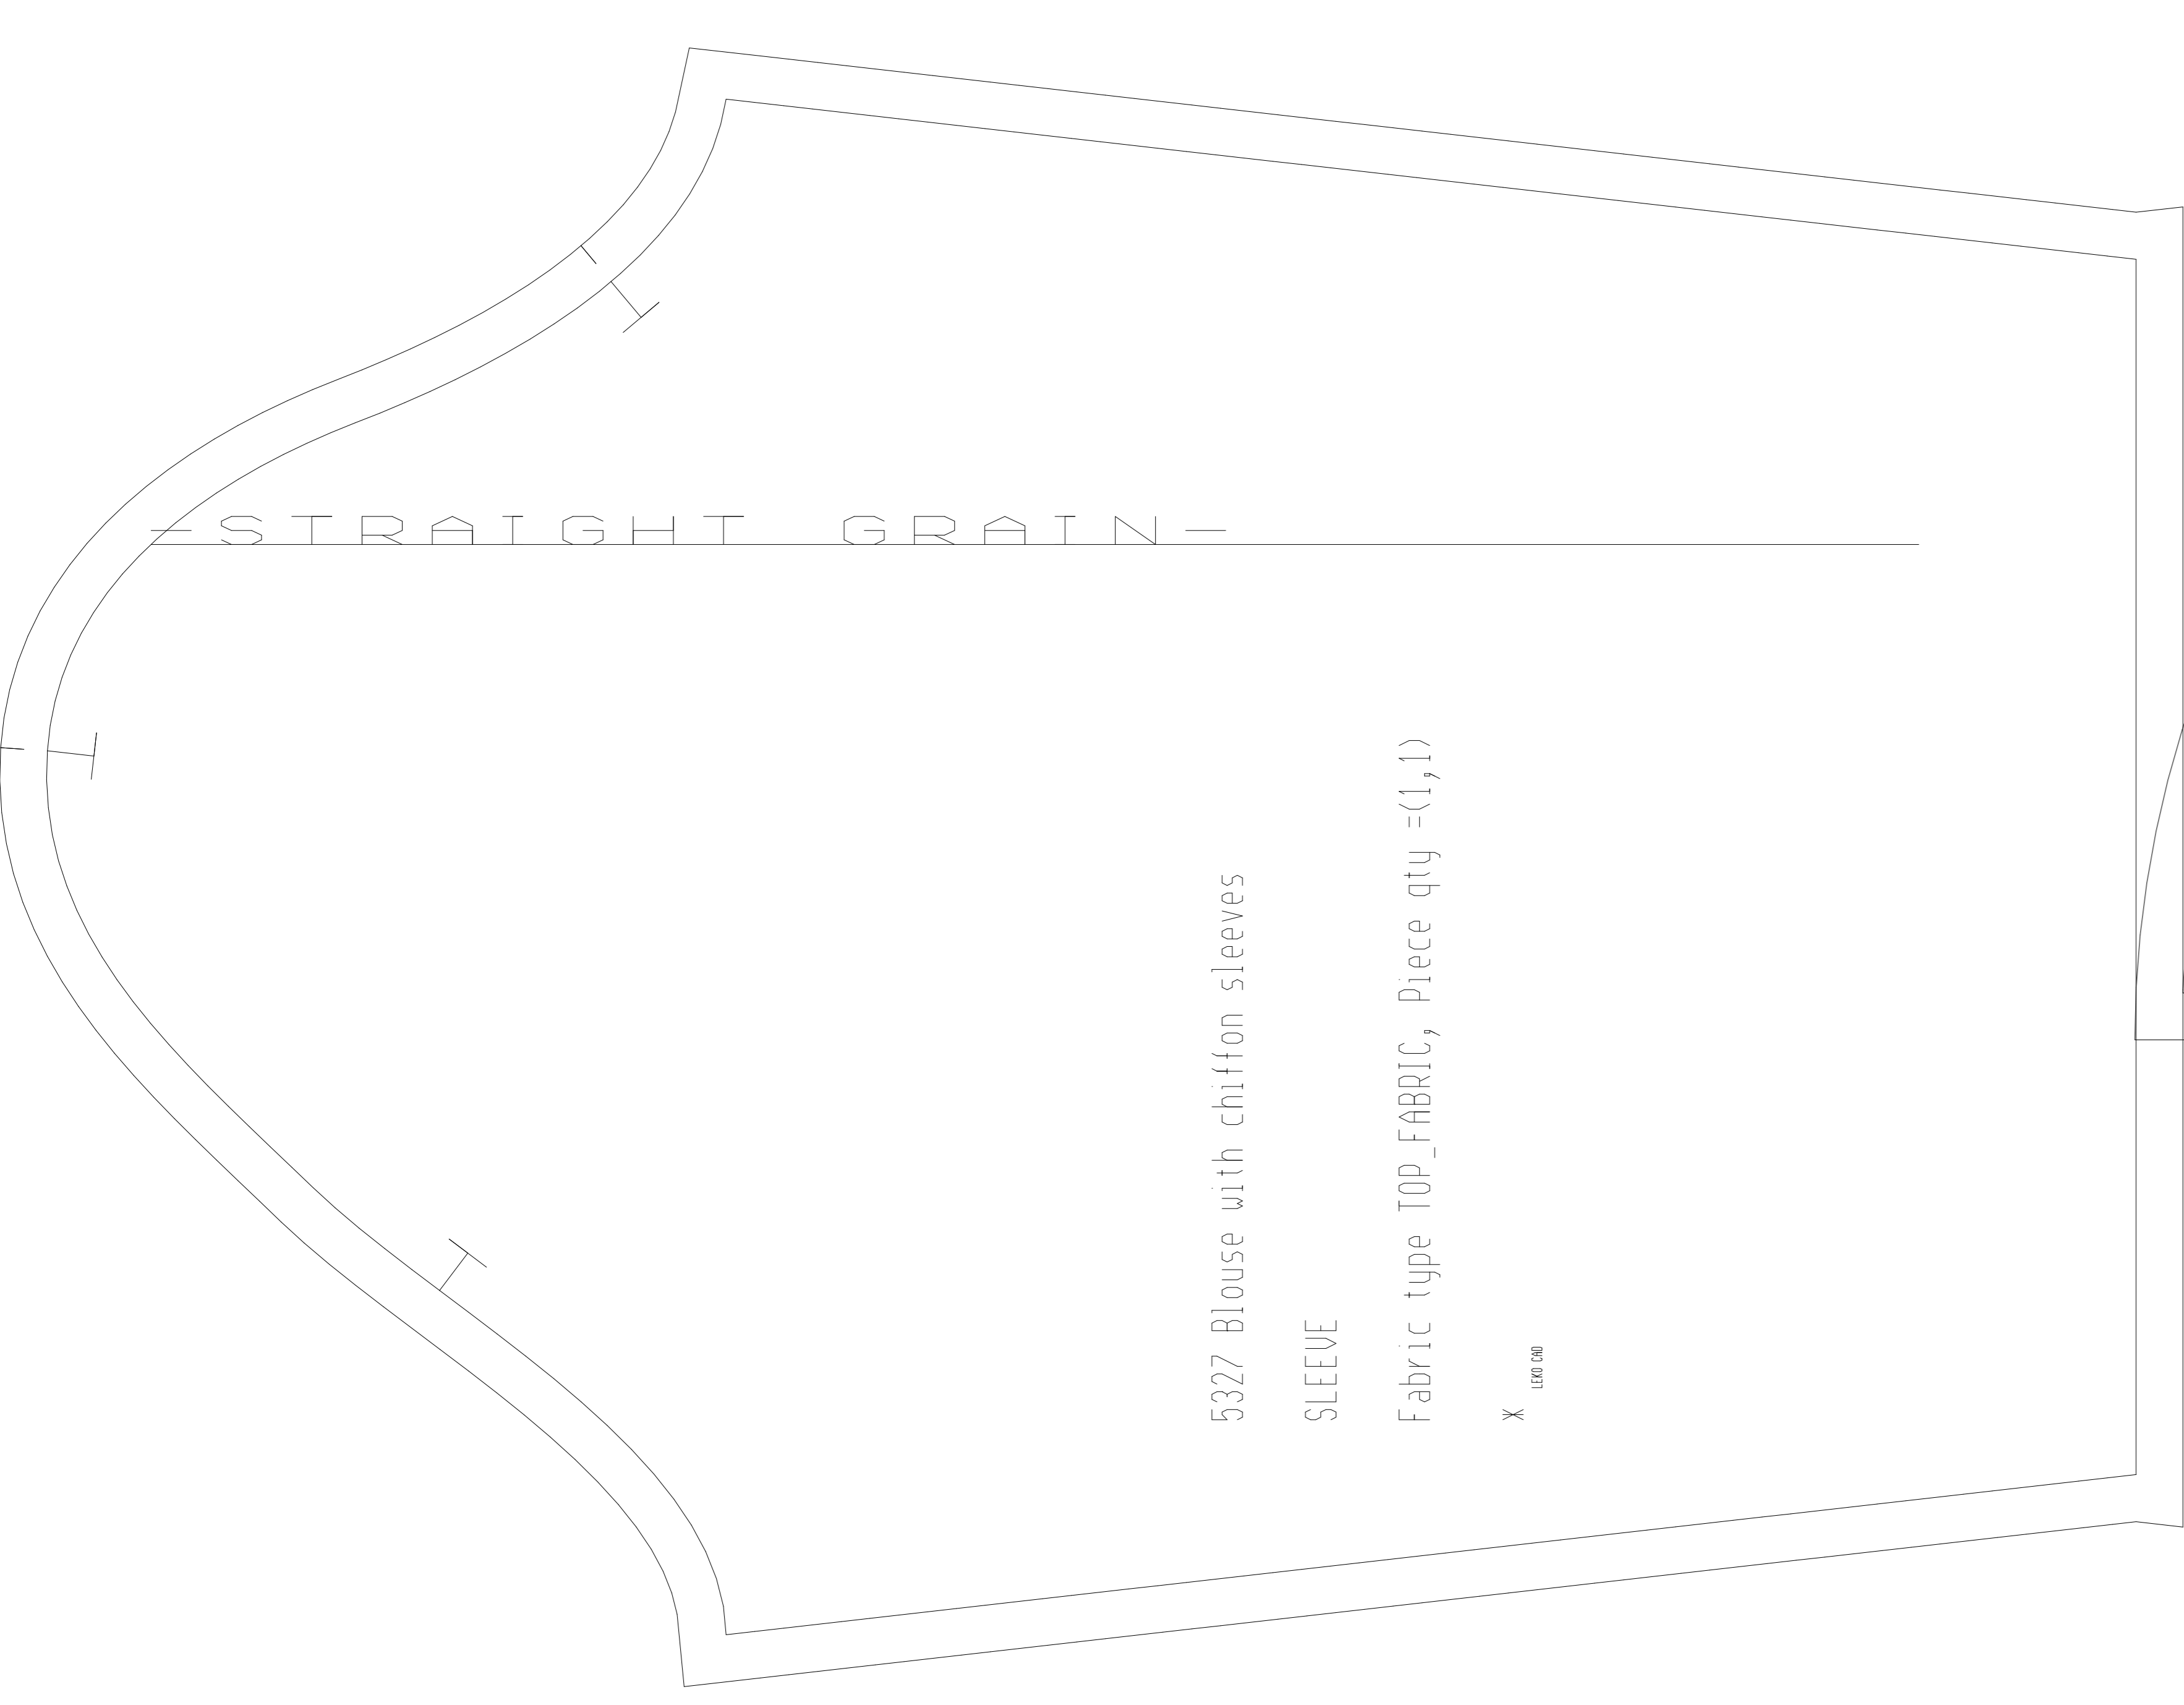 -STRAIGHT GRAIN-
5327 Blouse with chiffon sleeves
SLEEVE
Fabric type TOP_FABRIC, Piece qty =(1,1)
X
LEKO CAD